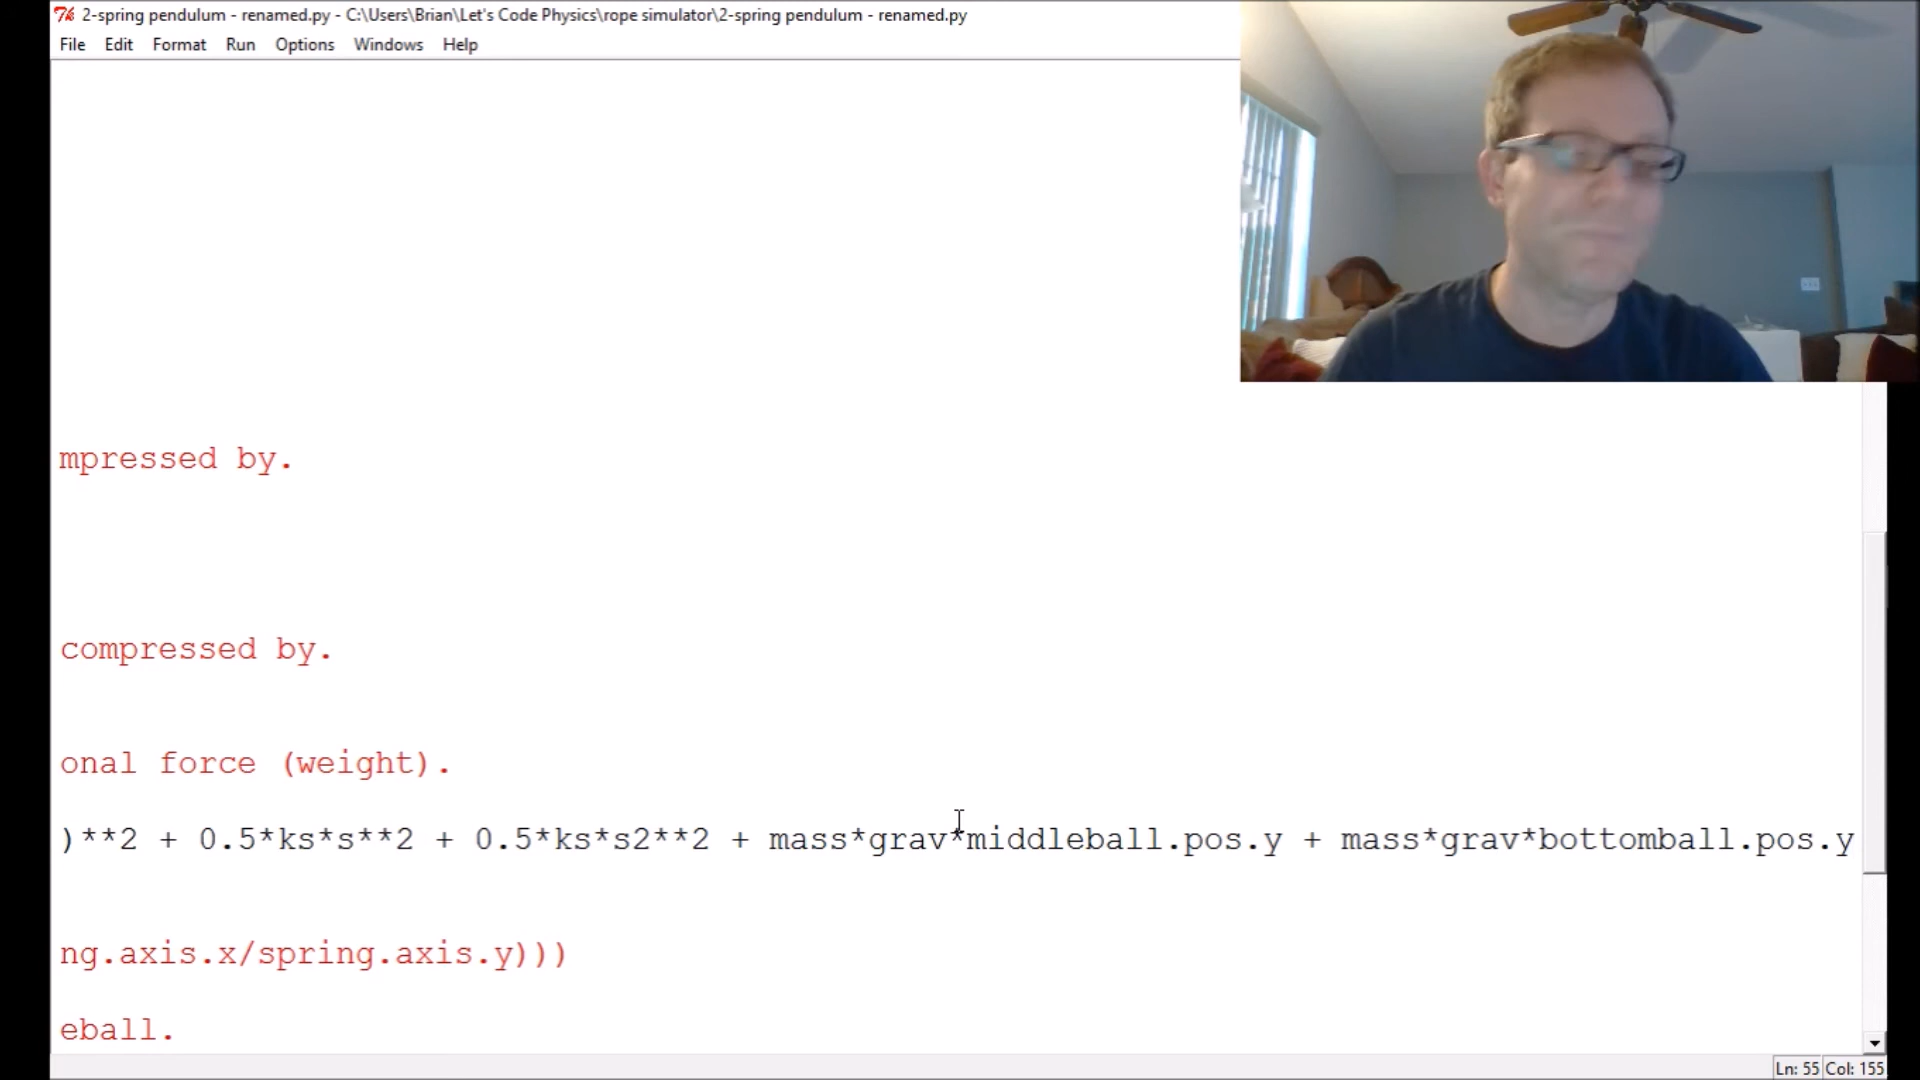 2-spring pendulum - renamed.py - C:\Users\Brian\Let's Code Physics\rope simulator\2-spring pendulum - renamed.py
File Edit Format Run Options Windows Help
mpressed by.
compressed by.
onal force (weight).
)**2 + 0.5*ks*s**2 + 0.5*ks*s2**2 + mass*grav*middleball.pos.y + mass*grav*bottomball.pos.y
ng.axis.x/spring.axis.y)))
eball.
Ln: 55 Col: 155